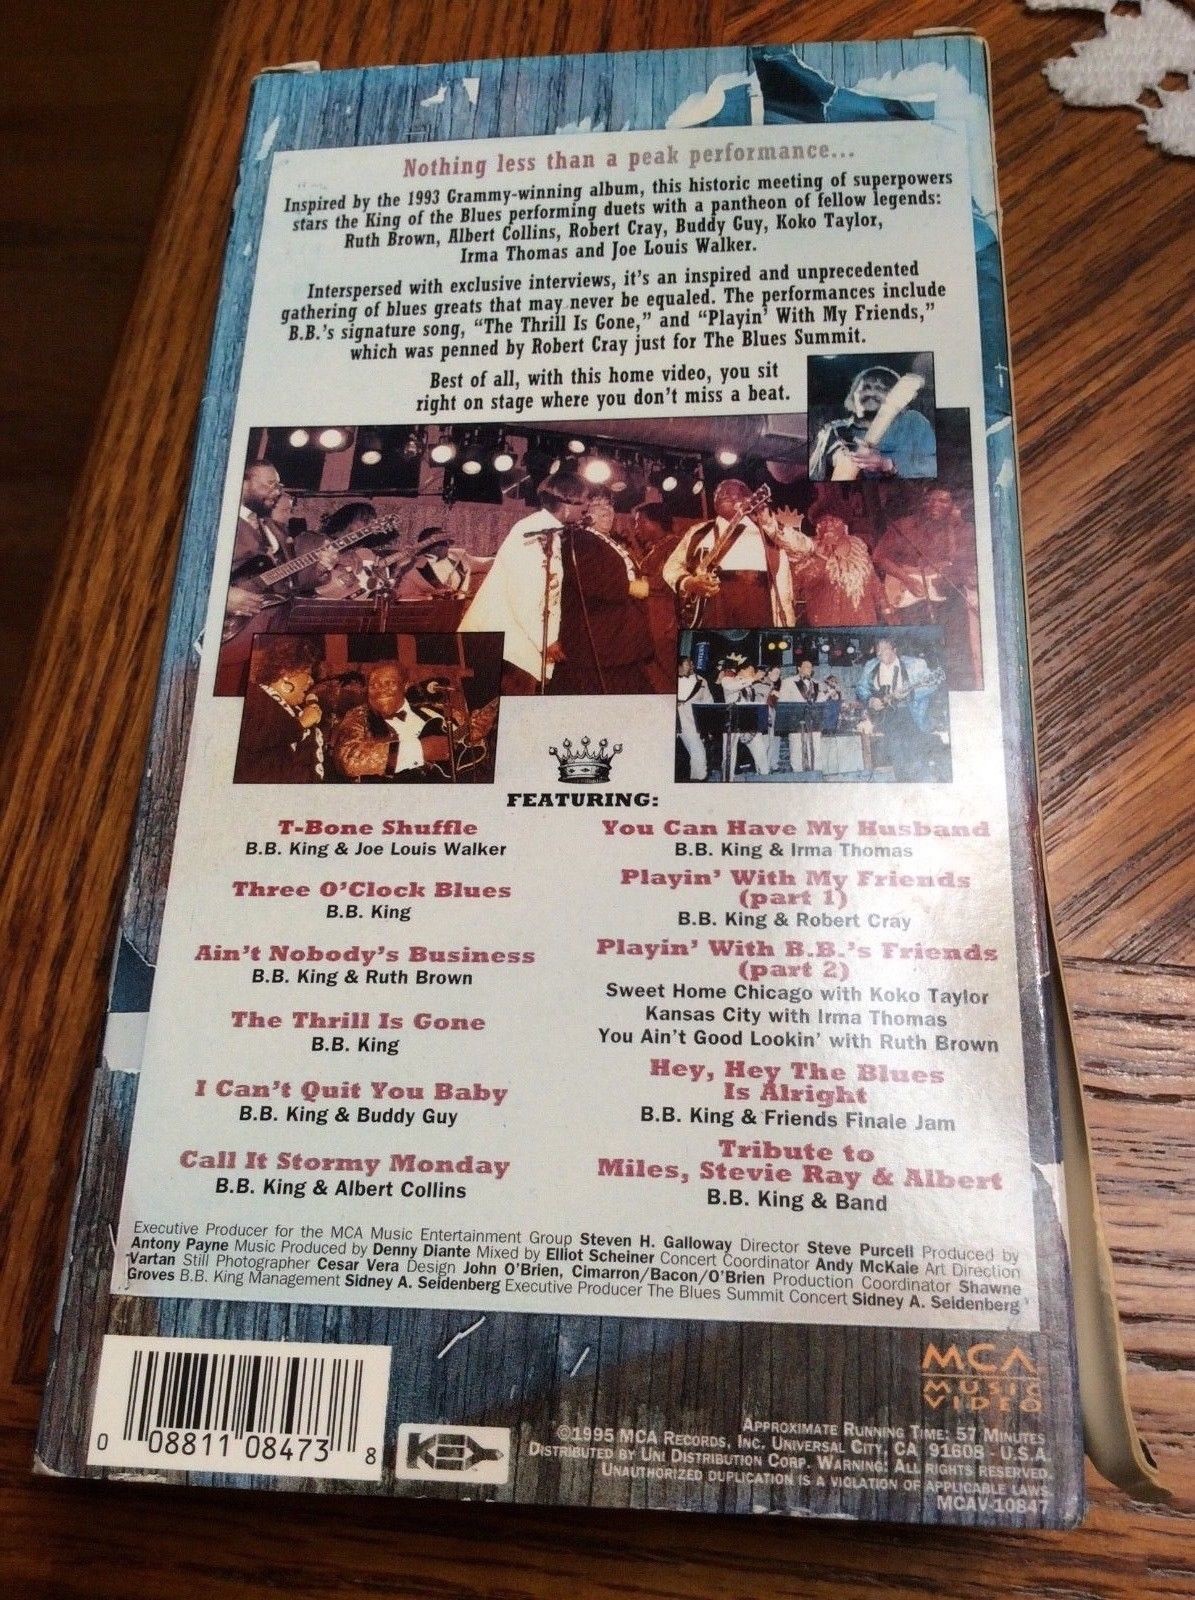 Nothing less than a peak performance...
Inspired by the 1993 Grammy-winning album, this historic meeting of superpowers
stars the King of the Blues performing duets with a pantheon of fellow legends:
Ruth Brown, Albert Collins, Robert Cray, Buddy Guy, Koko Taylor,
Irma Thomas and Joe Louis Walker.
Interspersed with exclusive interviews, it's an inspired and unprecedented
gathering of blues greats that may never be equaled. The performances include
B.B.'s signature song, "The Thrill Is Gone," and "Playin' With My Friends,"
which was penned by Robert Cray just for The Blues Summit.
Best of all, with this home video, you sit
right on stage where you don't miss a beat.
FEATURING:
T-Bone Shuffle
B.B. King & Joe Louis Walker
Three O'Clock Blues
B.B. King
Ain't Nobody's Business
B.B. King & Ruth Brown
The Thrill Is Gone
B.B. King
I Can't Quit You Baby
B.B. King & Buddy Guy
Call It Stormy Monday
B.B. King & Albert Collins
You Can Have My Husband
B.B. King & Irma Thomas
Playin' With My Friends
(part 1)
B.B. King & Robert Cray
Playin' With B.B.'s Friends
(part 2)
Sweet Home Chicago with Koko Taylor
Kansas City with Irma Thomas
You Ain't Good Lookin' with Ruth Brown
Hey, Hey The Blues
Is Alright
B.B. King & Friends Finale Jam
Tribute to
Miles, Stevie Ray & Albert
B.B. King & Band
Executive Producer for the MCA Music Entertainment Group Steven H. Galloway Director Steve Purcell Produced by
Antony Payne Music Produced by Denny Diante Mixed by Elliot Scheiner Concert Coordinator Andy McKaie Art Direction
Vartan Still Photographer Cesar Vera Design John O'Brien, Cimarron/Bacon/O'Brien Production Coordinator Shawne
Groves B.B. King Management Sidney A. Seidenberg Executive Producer The Blues Summit Concert Sidney A. Seidenberg
MCA
MUSIC
VIDEO
0 08811 08473 8
KEY
APPROXIMATE RUNNING TIME: 57 MINUTES
©1995 MCA RECORDS, INC. UNIVERSAL CITY, CA 91608 - U.S.A.
DISTRIBUTED BY UNI DISTRIBUTION CORP. WARNING: ALL RIGHTS RESERVED.
UNAUTHORIZED DUPLICATION IS A VIOLATION OF APPLICABLE LAWS.
MCAV-10847